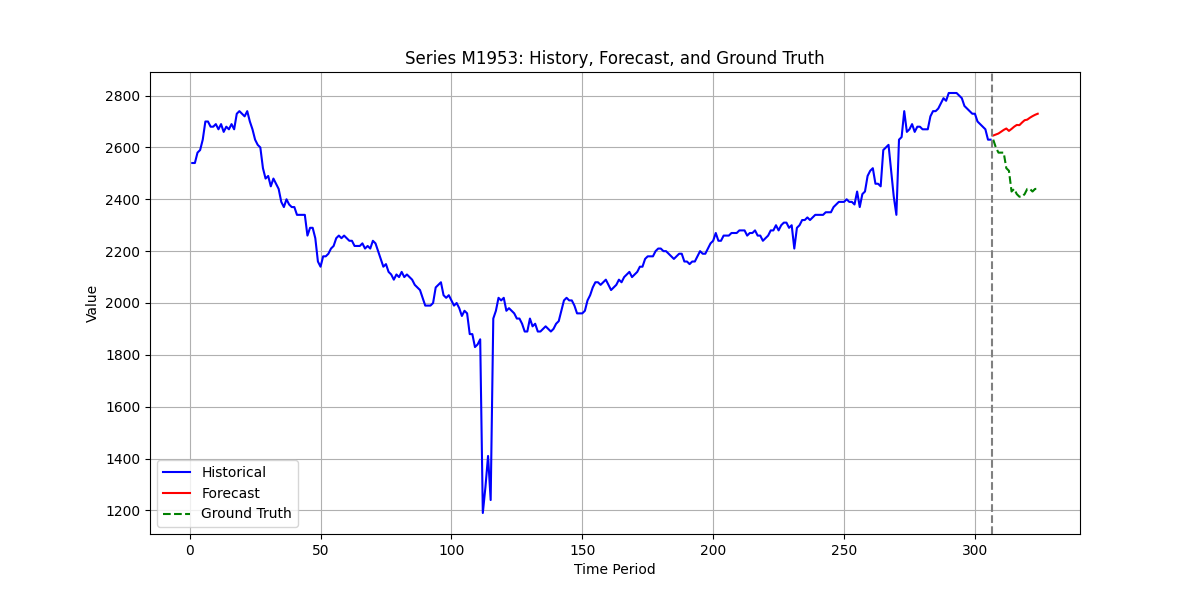 Series M1953: History, Forecast, and Ground Truth
Value
2800
2600
2400
2200
2000
1800
1600
1400
1200
Historical
Forecast
Ground Truth
0 50 100 150 200 250 300
Time Period